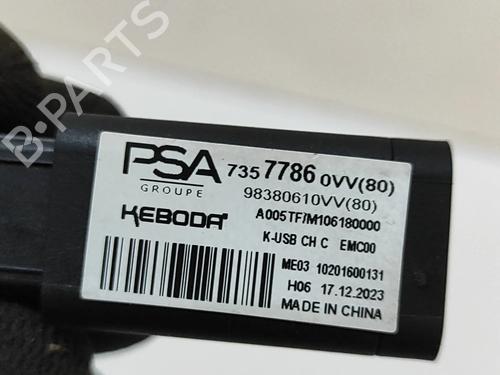 B-PARTS
PSA
GROUPE
735 7786 0VV(80)
98380610VV(80)
KEBODA
A005TF/M106180000
K-USB CH C EMC00
ME03 10201600131
H06 17.12.2023
MADE IN CHINA